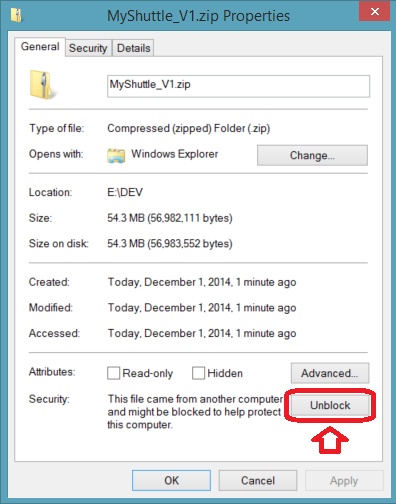 MyShuttle_V1.zip Properties
General Security Details
MyShuttle_V1.zip
Type of file: Compressed (zipped) Folder (.zip)
Opens with: Windows Explorer Change...
Location: E:\DEV
Size: 54.3 MB (56,982,111 bytes)
Size on disk: 54.3 MB (56,983,552 bytes)
Created: Today, December 1, 2014, 1 minute ago
Modified: Today, December 1, 2014, 1 minute ago
Accessed: Today, December 1, 2014, 1 minute ago
Attributes: Read-only Hidden Advanced...
Security: This file came from another computer
and might be blocked to help protect
this computer.
Unblock
OK Cancel Apply